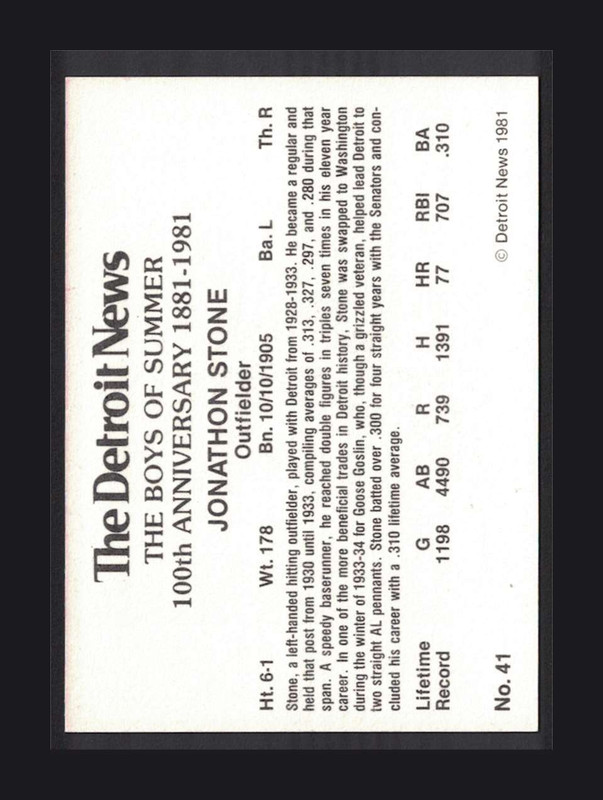 The Detroit News
THE BOYS OF SUMMER
100th ANNIVERSARY 1881-1981
JONATHON STONE
Outfielder
Ht. 6-1 Wt. 178 Bn. 10/10/1905 Ba. L Th. R
Stone, a left-handed hitting outfielder, played with Detroit from 1928-1933. He became a regular and
held that post from 1930 until 1933, compiling averages of .313, .327, .297, and .280 during that
span. A speedy baserunner, he reached double figures in triples seven times in his eleven year
career. In one of the more beneficial trades in Detroit history, Stone was swapped to Washington
during the winter of 1933-34 for Goose Goslin, who, though a grizzled veteran, helped lead Detroit to
two straight AL pennants. Stone batted over .300 for four straight years with the Senators and con-
cluded his career with a .310 lifetime average.
Lifetime G AB R H HR RBI BA
Record 1198 4490 739 1391 77 707 .310
No. 41 © Detroit News 1981